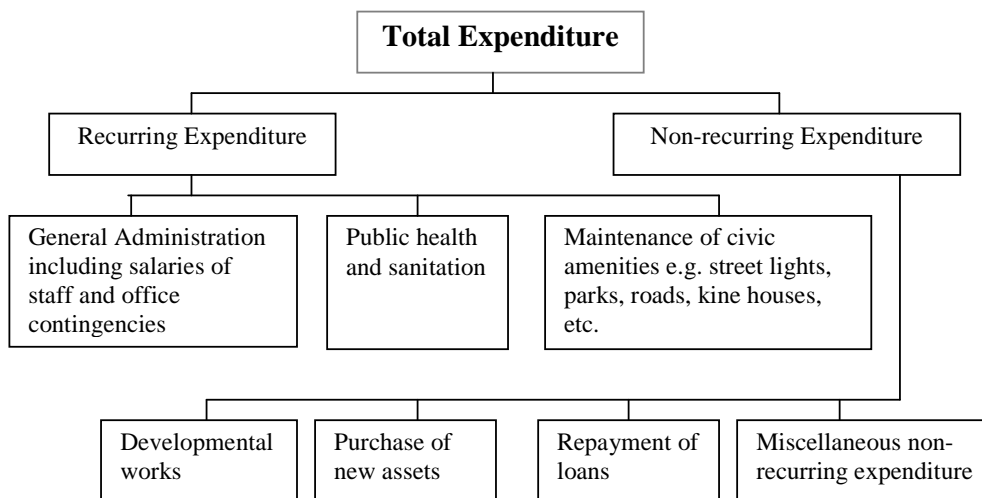 Total Expenditure
Recurring Expenditure
Non-recurring Expenditure
General Administration
including salaries of
staff and office
contingencies
Public health
and sanitation
Maintenance of civic
amenities e.g. street lights,
parks, roads, kine houses,
etc.
Developmental
works
Purchase of
new assets
Repayment of
loans
Miscellaneous non-
recurring expenditure